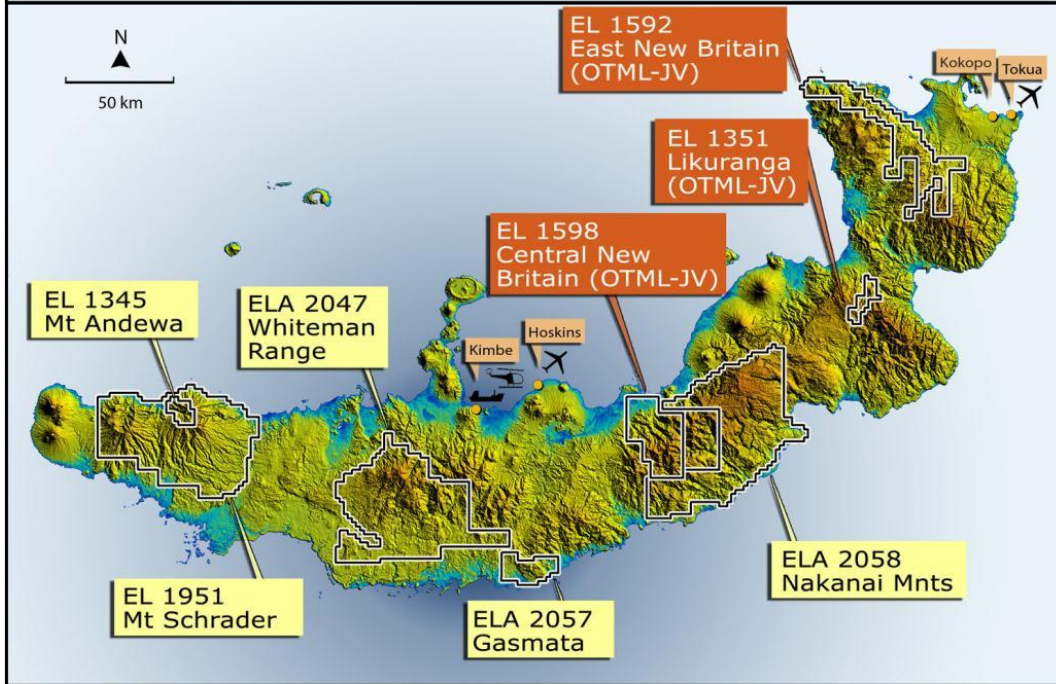 N
50 km
EL 1592
East New Britain
(OTML-JV)
Kokopo
Tokua
EL 1351
Likuranga
(OTML-JV)
EL 1598
Central New
Britain (OTML-JV)
EL 1345
Mt Andewa
ELA 2047
Whiteman
Range
Kimbe
Hoskins
EL 1951
Mt Schrader
ELA 2057
Gasmata
ELA 2058
Nakanai Mnts